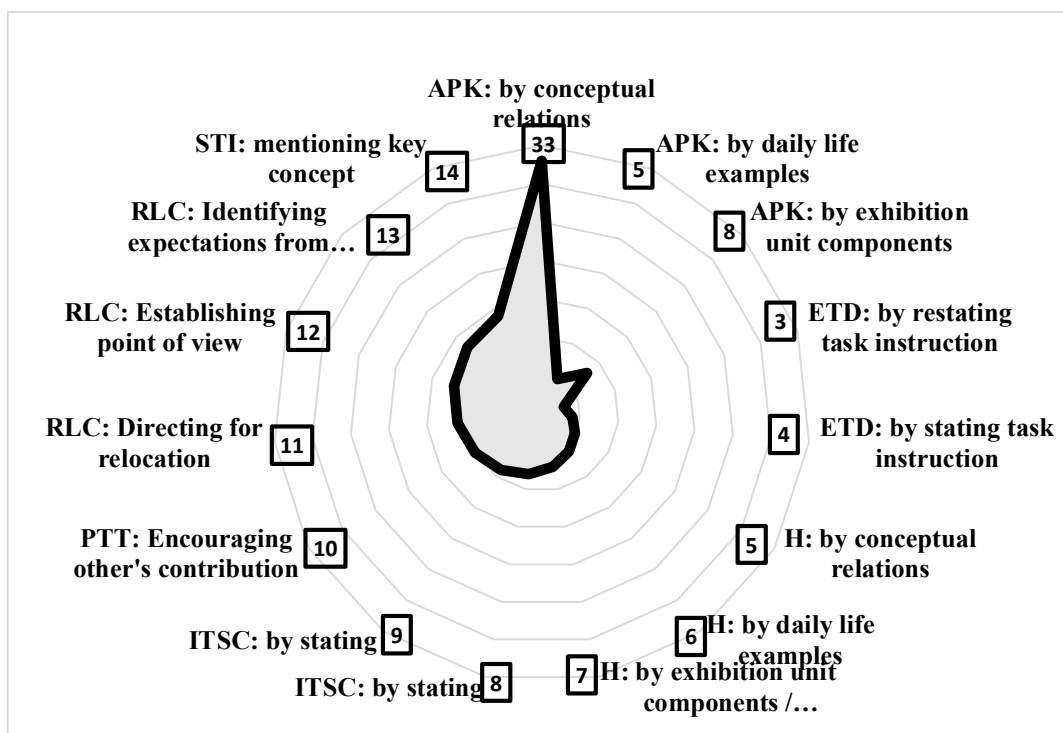 APK: by conceptual
relations
33
APK: by daily life
examples
5
APK: by exhibition
unit components
8
ETD: by restating
task instruction
3
ETD: by stating task
instruction
4
H: by conceptual
relations
5
H: by daily life
examples
6
H: by exhibition unit
components /…
7
ITSC: by stating
8
ITSC: by stating
9
PTT: Encouraging
other's contribution
10
RLC: Directing for
relocation
11
RLC: Establishing
point of view
12
RLC: Identifying
expectations from…
13
STI: mentioning key
concept
14